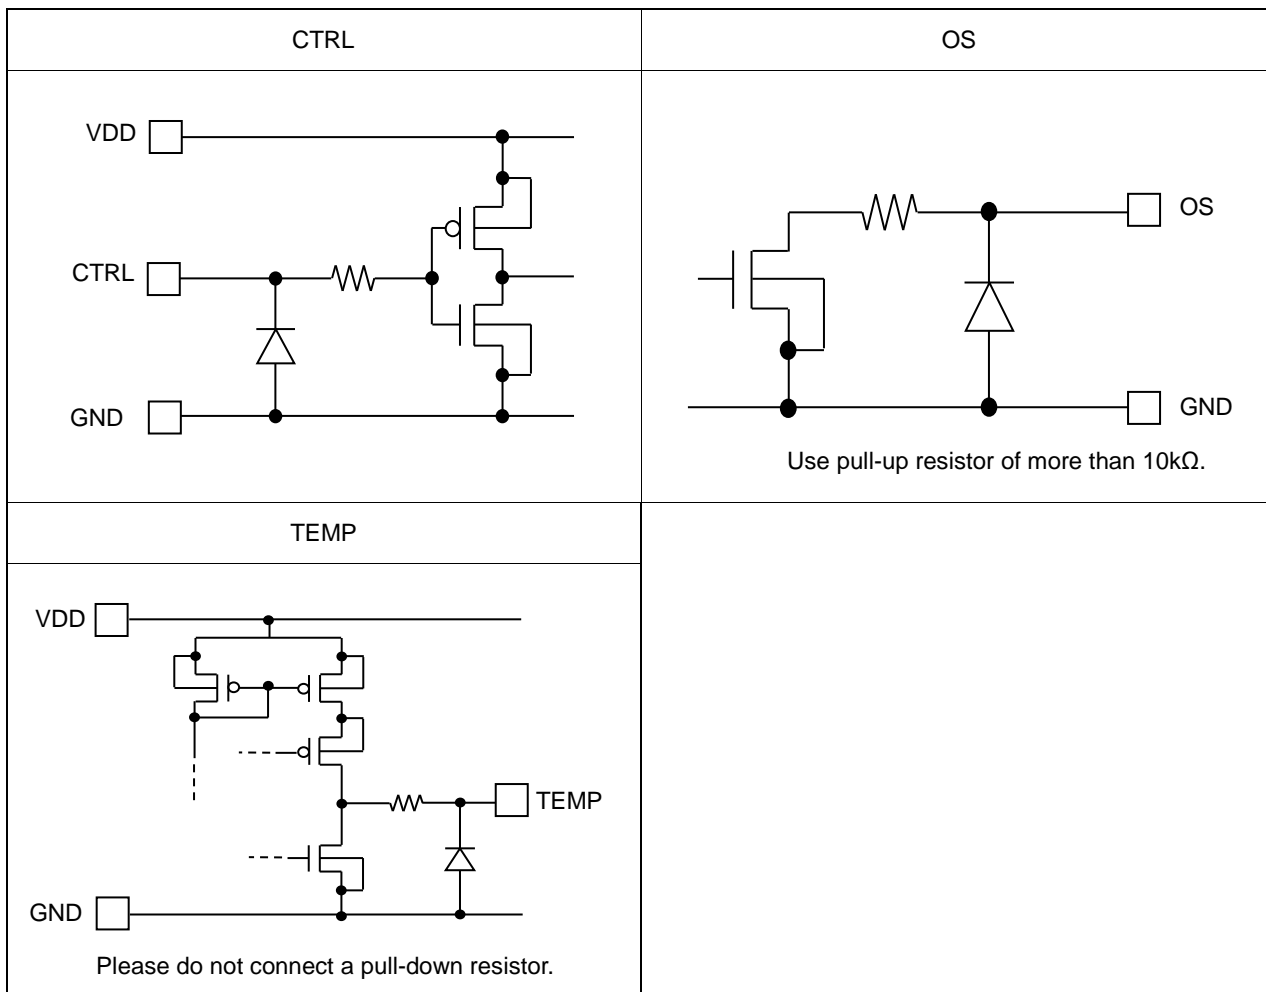 CTRL
OS
VDD
CTRL
GND
OS
GND
Use pull-up resistor of more than 10kΩ.
TEMP
VDD
TEMP
GND
Please do not connect a pull-down resistor.